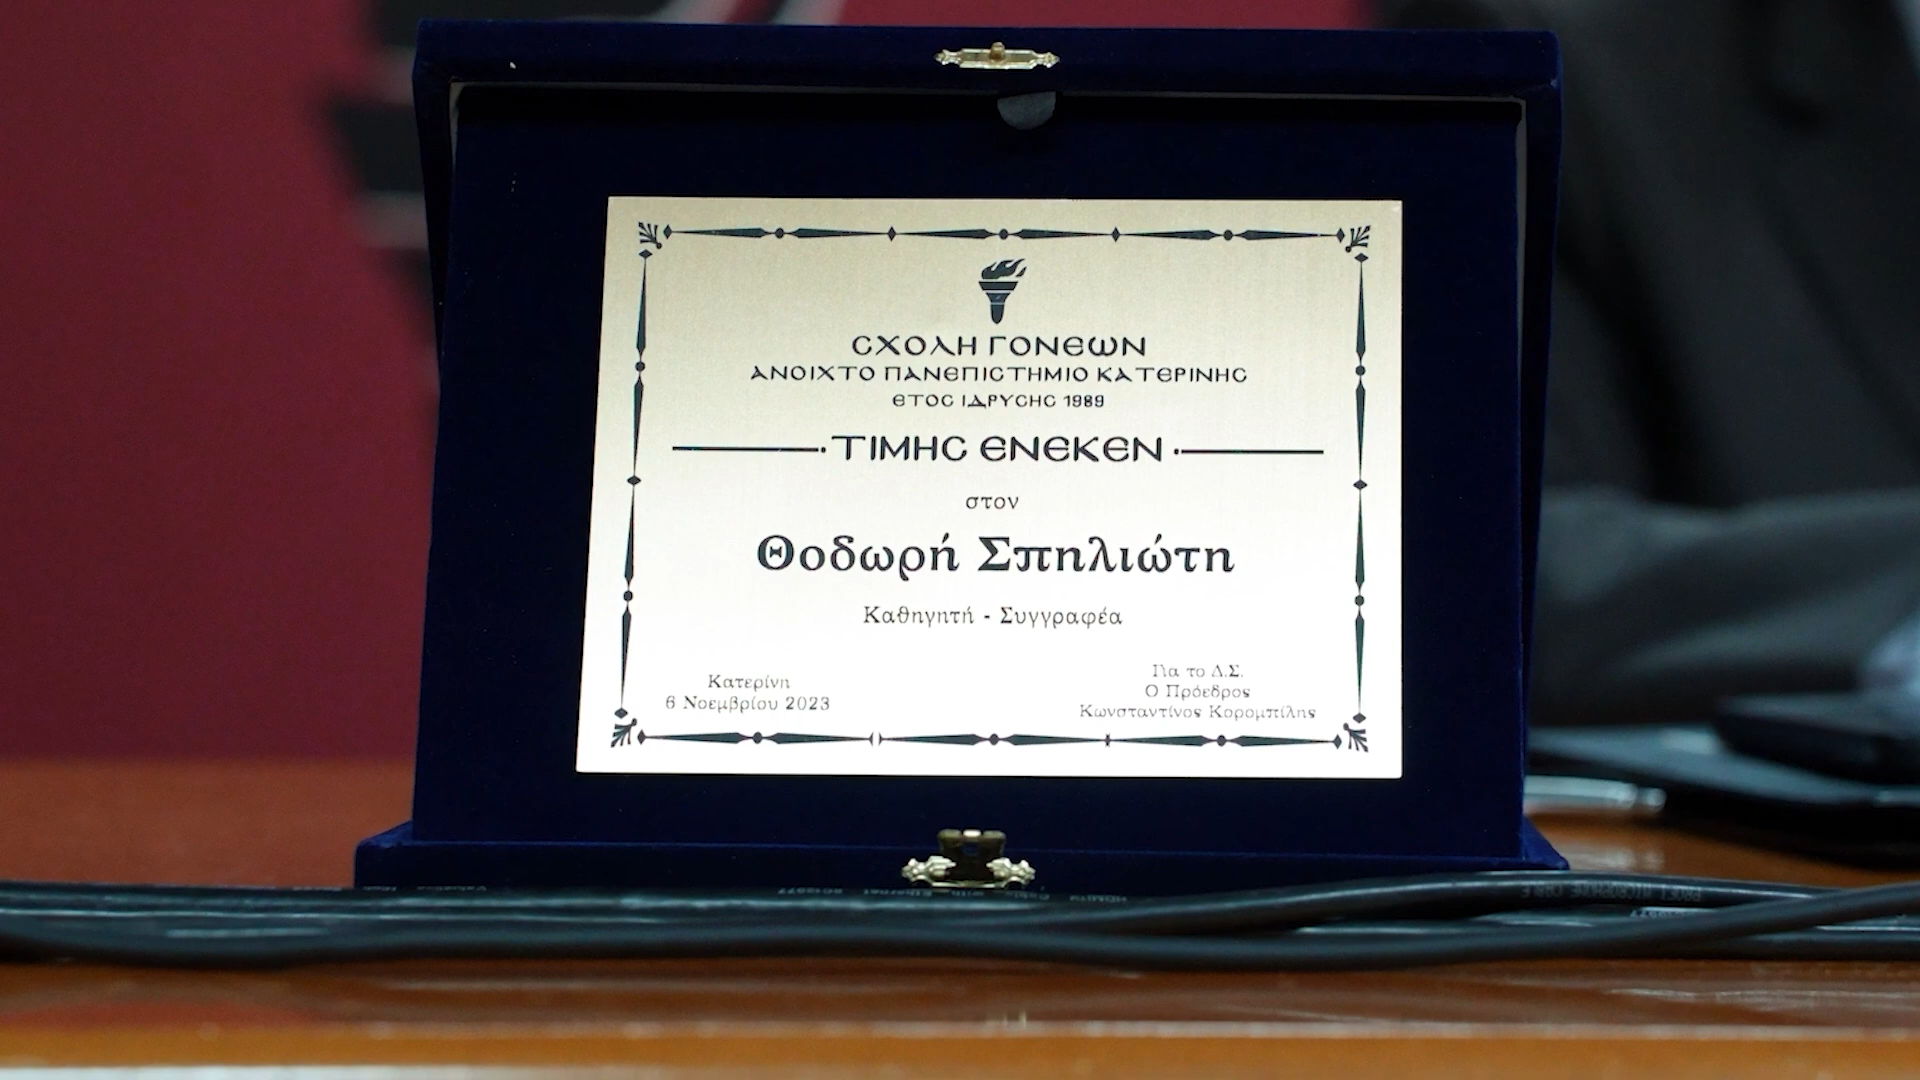 ΣΧΟΛΗ ΓΟΝΕΩΝ
ΑΝΟΙΧΤΟ ΠΑΝΕΠΙΣΤΗΜΙΟ ΚΑΤΕΡΙΝΗΣ
ΕΤΟΣ ΙΔΡΥΣΗΣ 1989
ΤΙΜΗΣ ΕΝΕΚΕΝ
στον
Θοδωρή Σπηλιώτη
Καθηγητή - Συγγραφέα
Κατερίνη
6 Νοεμβρίου 2023
Για το Δ.Σ.
Ο Πρόεδρος
Κωνσταντίνος Κορομπίλης